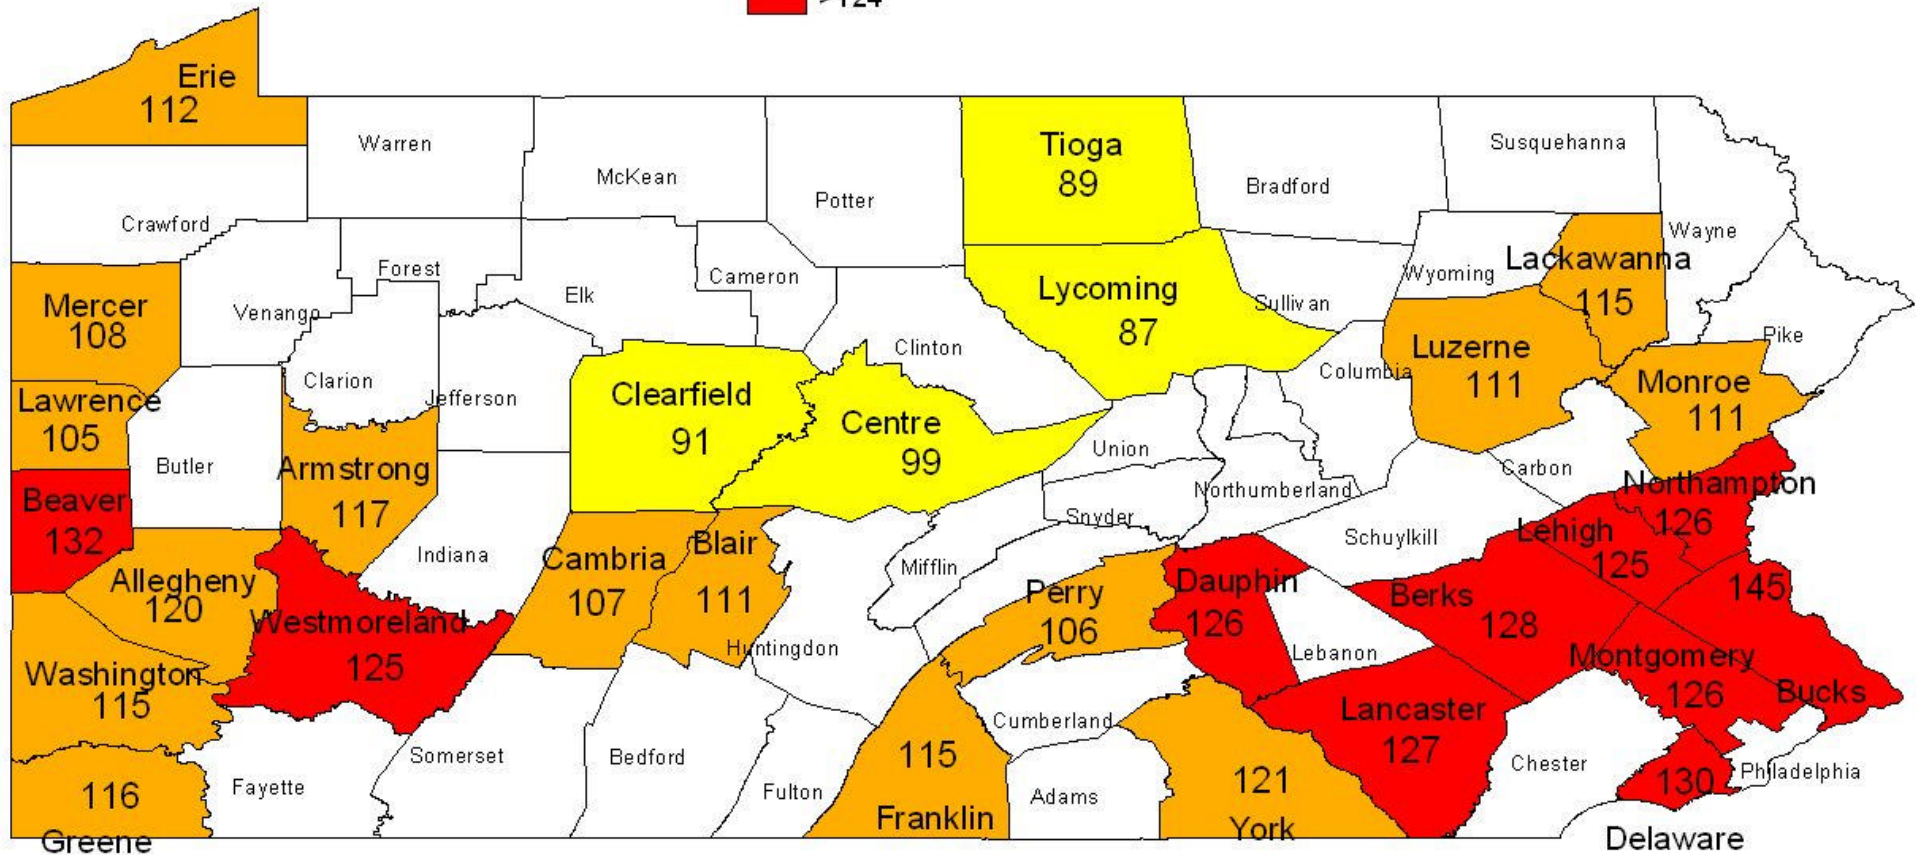 >124
Erie
112
Warren
McKean
Potter
Tioga
89
Bradford
Susquehanna
Wayne
Crawford
Forest
Elk
Cameron
Lycoming
87
Sullivan
Wyoming
Lackawanna
115
Pike
Mercer
108
Venango
Clarion
Jefferson
Clearfield
91
Centre
99
Clinton
Columbia
Luzerne
111
Monroe
111
Lawrence
105
Butler
Armstrong
117
Union
Northumberland
Carbon
Northampton
126
Beaver
132
Indiana
Cambria
107
Blair
111
Mifflin
Snyder
Schuylkill
Lehigh
125
Allegheny
120
Westmoreland
125
Huntingdon
Perry
106
Dauphin
126
Lebanon
Berks
128
145
Bucks
Washington
115
Cumberland
Lancaster
127
Montgomery
126
116
Greene
Fayette
Somerset
Bedford
Fulton
115
Franklin
Adams
121
York
Chester
130
Delaware
Philadelphia